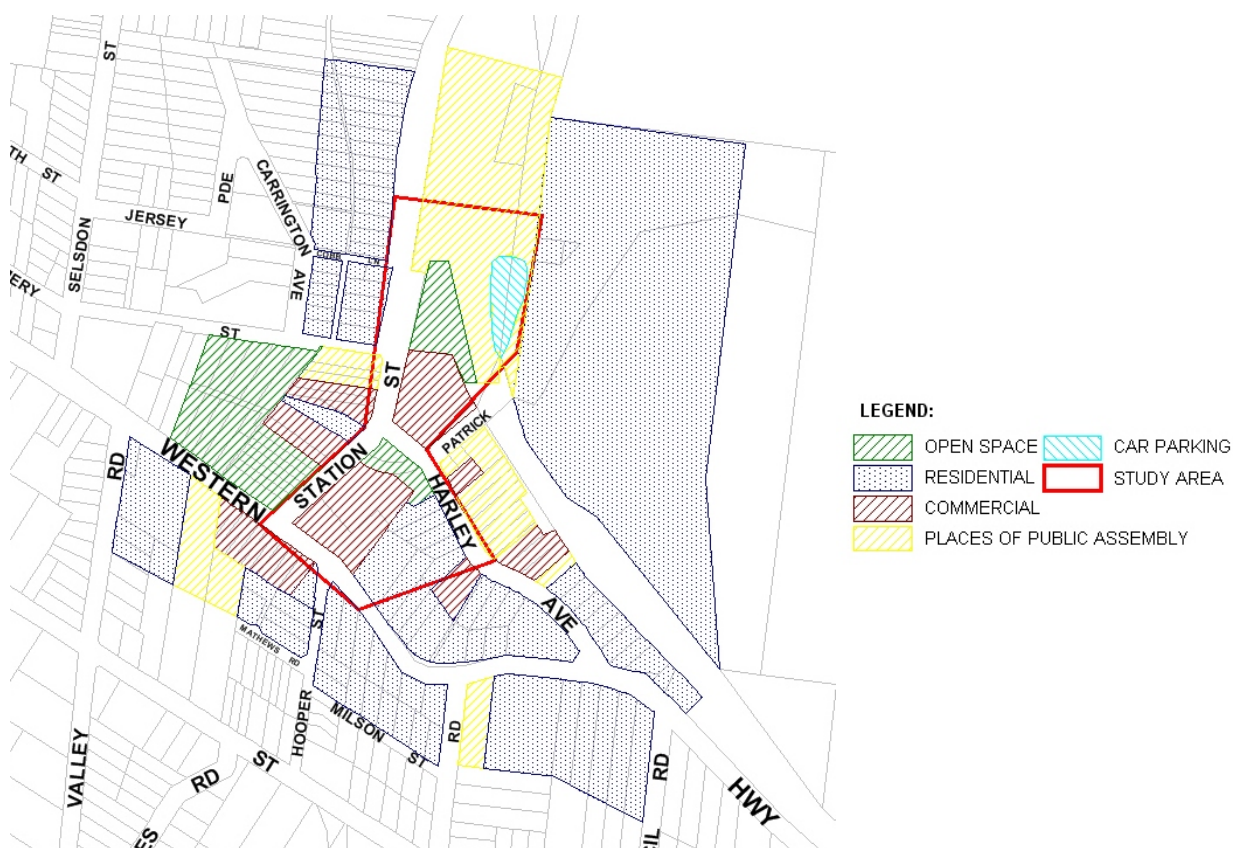 ST
TH ST
CARRINGTON AVE
PDE
JERSEY
SELSDON
ERY
ST
ST
STATION
PATRICK
WESTERN
RD
HARLEY
AVE
ST
MATHEWS RD
HOOPER
MILSON ST
RD
VALLEY
RD
ST
RD
HWY
ES
LEGEND:
OPEN SPACE
CAR PARKING
RESIDENTIAL
STUDY AREA
COMMERCIAL
PLACES OF PUBLIC ASSEMBLY